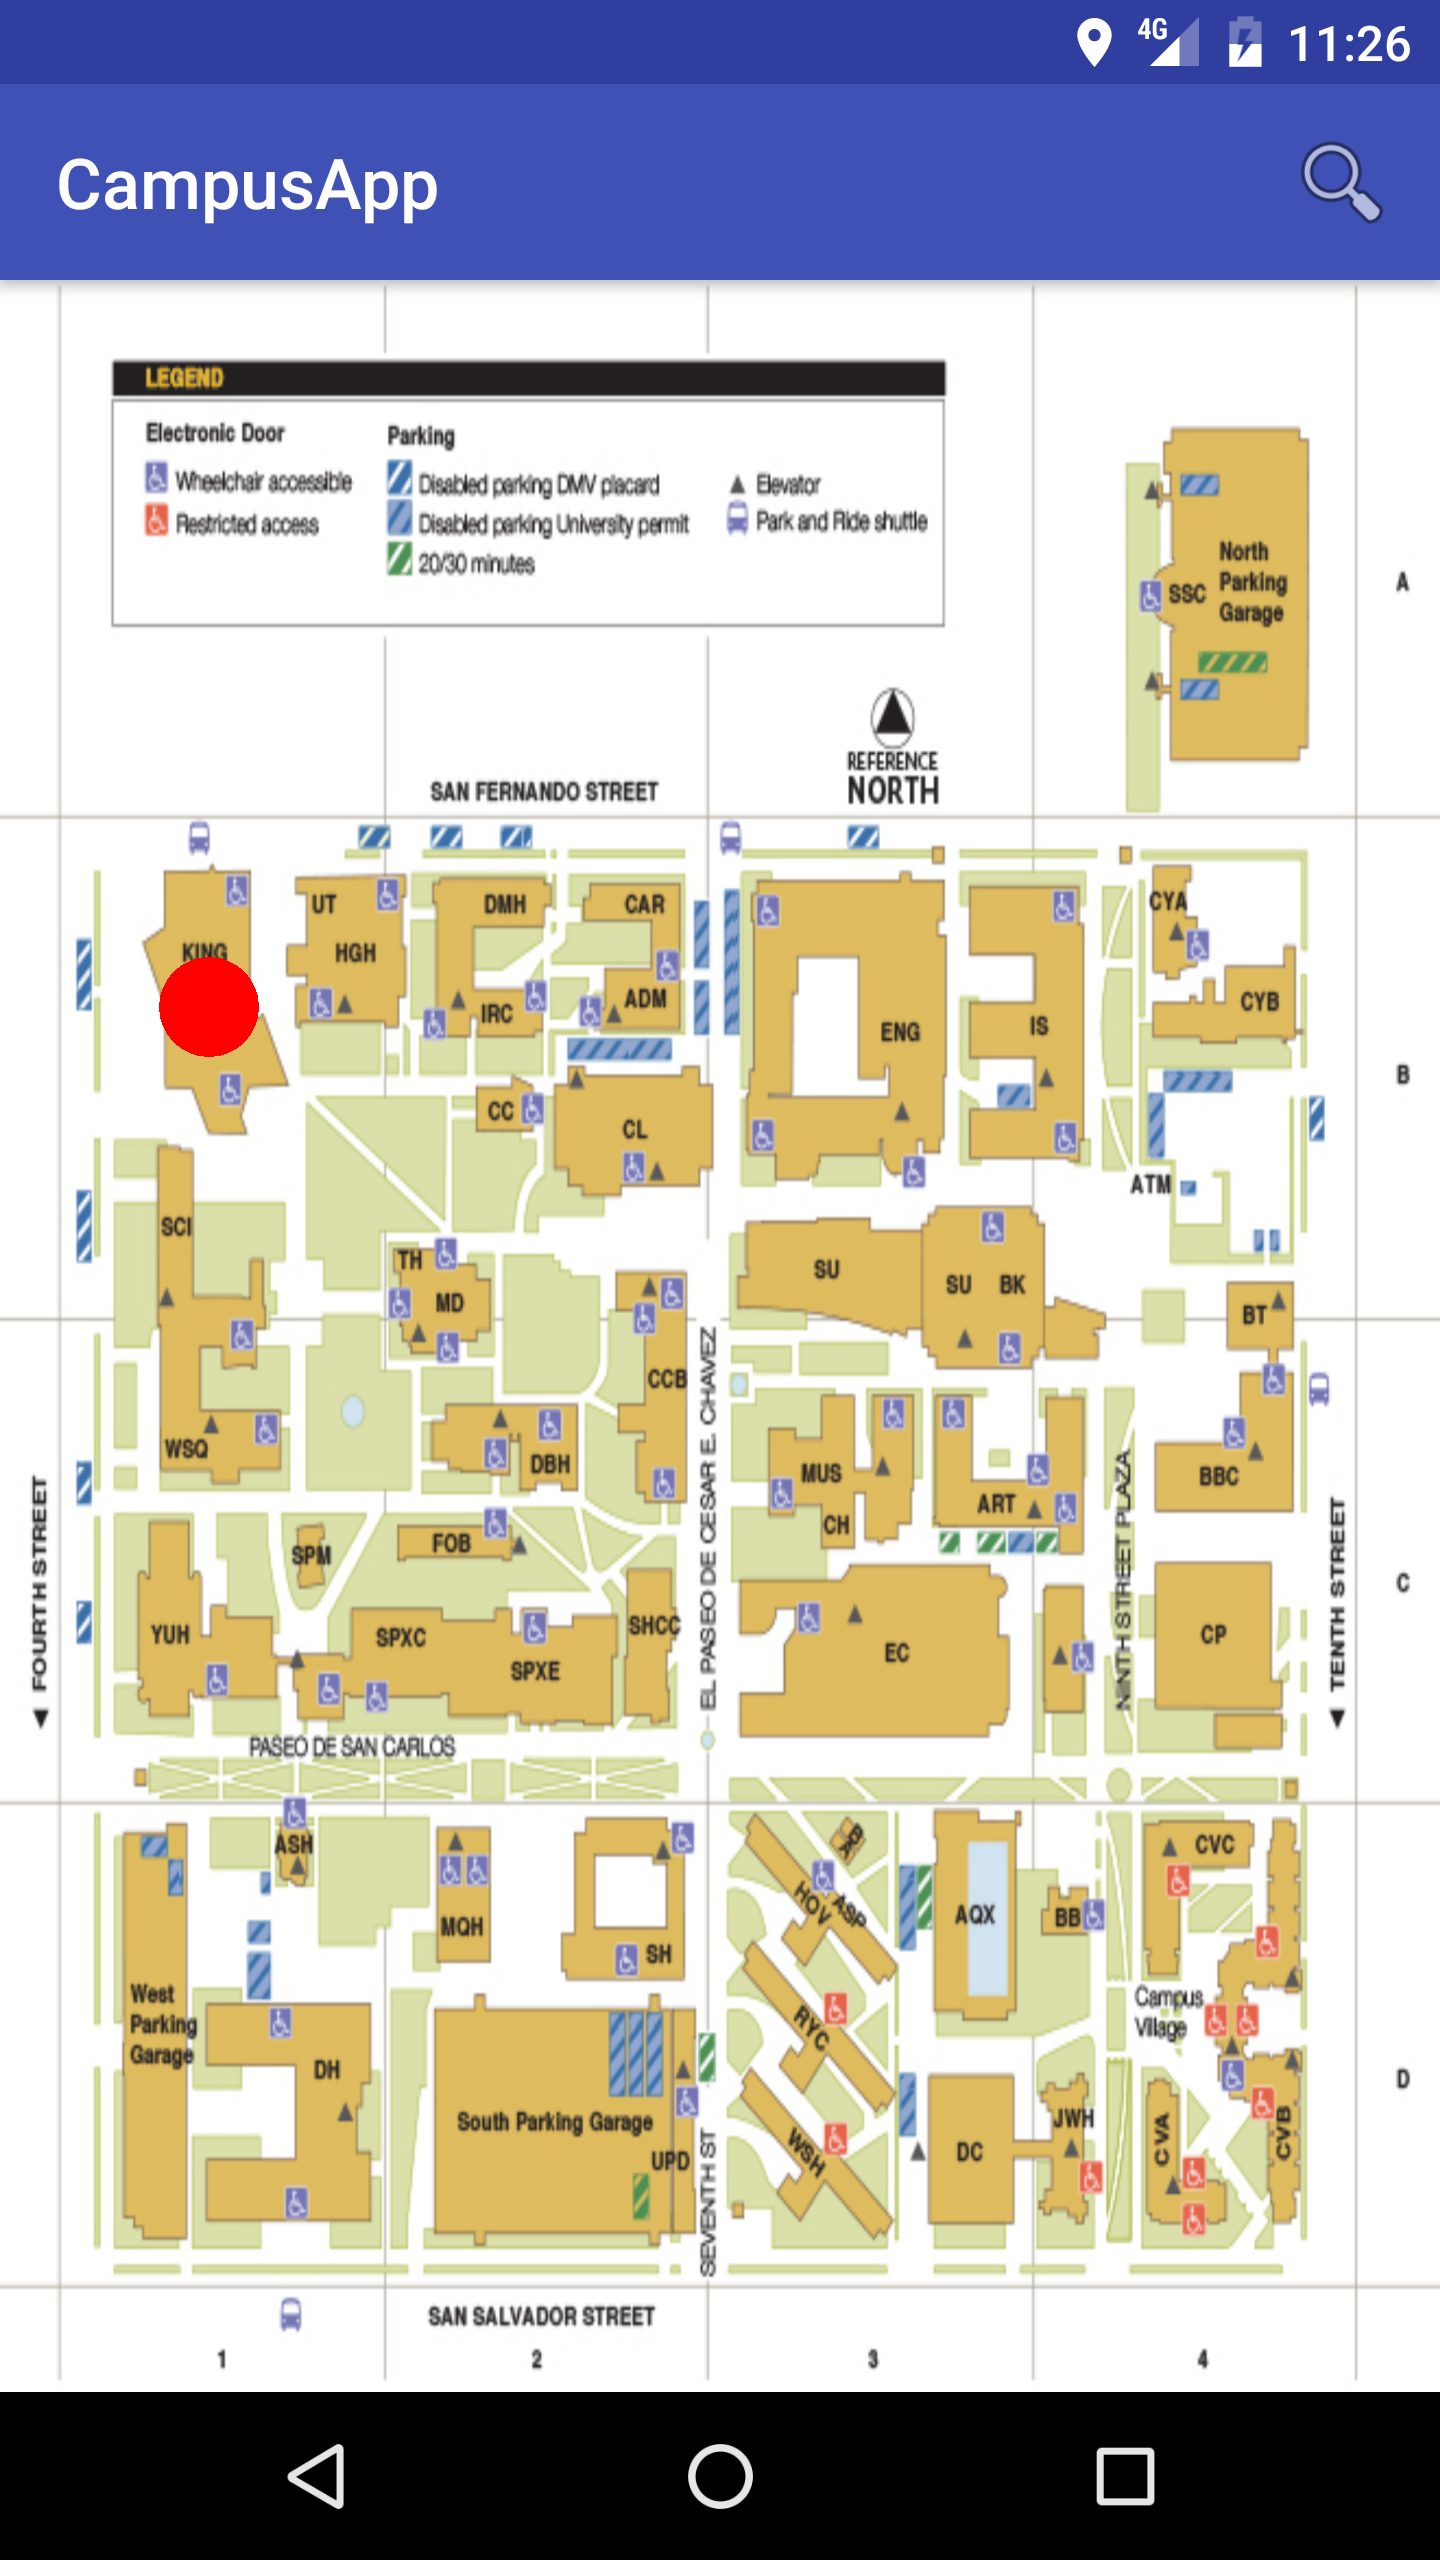 4G 11:26
CampusApp
LEGEND
Electronic Door
Wheelchair accessible
Restricted access
Parking
Disabled parking DMV placard
Disabled parking University permit
20/30 minutes
Elevator
Park and Ride shuttle
North
Parking
Garage
SSC
A
REFERENCE
NORTH
SAN FERNANDO STREET
KING
UT
HGH
DMH
IRC
CAR
ADM
ENG
IS
CYA
CYB
B
CC
CL
ATM
SCI
TH
MD
SU
SU BK
BT
CCB
WSQ
DBH
MUS
CH
ART
BBC
FOURTH STREET
EL PASEO DE CESAR E. CHAVEZ
NINTH STREET PLAZA
TENTH STREET
C
SPM
FOB
YUH
SPXC
SPXE
SHCC
EC
CP
PASEO DE SAN CARLOS
ASH
MQH
SH
HOV
ASP
AQX
BB
CVC
West
Parking
Garage
RYC
Campus
Village
DH
South Parking Garage
UPD
SEVENTH ST
WSH
DC
JWH
CVA
CVB
D
SAN SALVADOR STREET
1 2 3 4